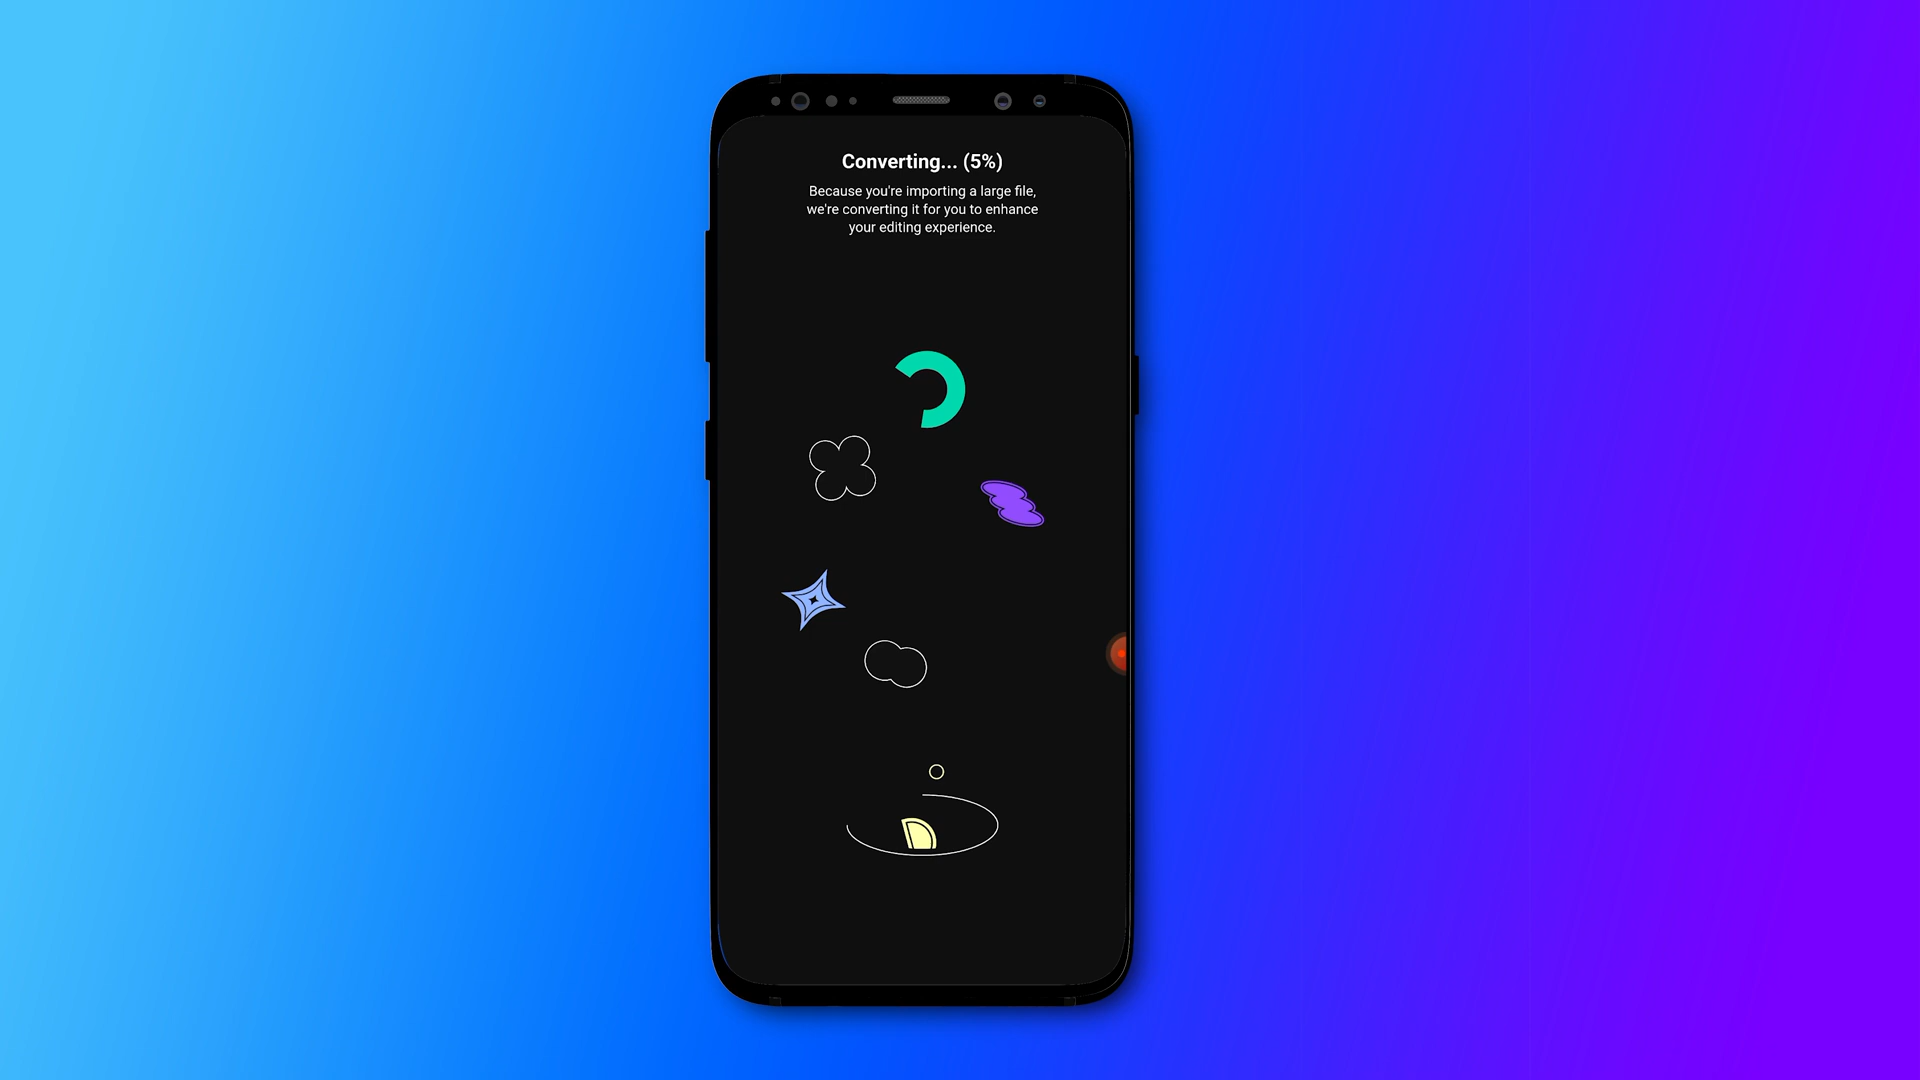 Converting... (5%)
Because you're importing a large file,
we're converting it for you to enhance
your editing experience.